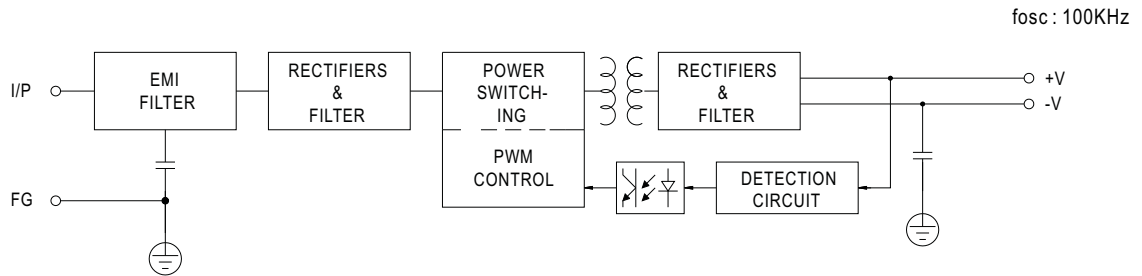 fosc : 100KHz
I/P
EMI
FILTER
RECTIFIERS
&
FILTER
POWER
SWITCH-
ING
RECTIFIERS
&
FILTER
+V
-V
PWM
CONTROL
DETECTION
CIRCUIT
FG